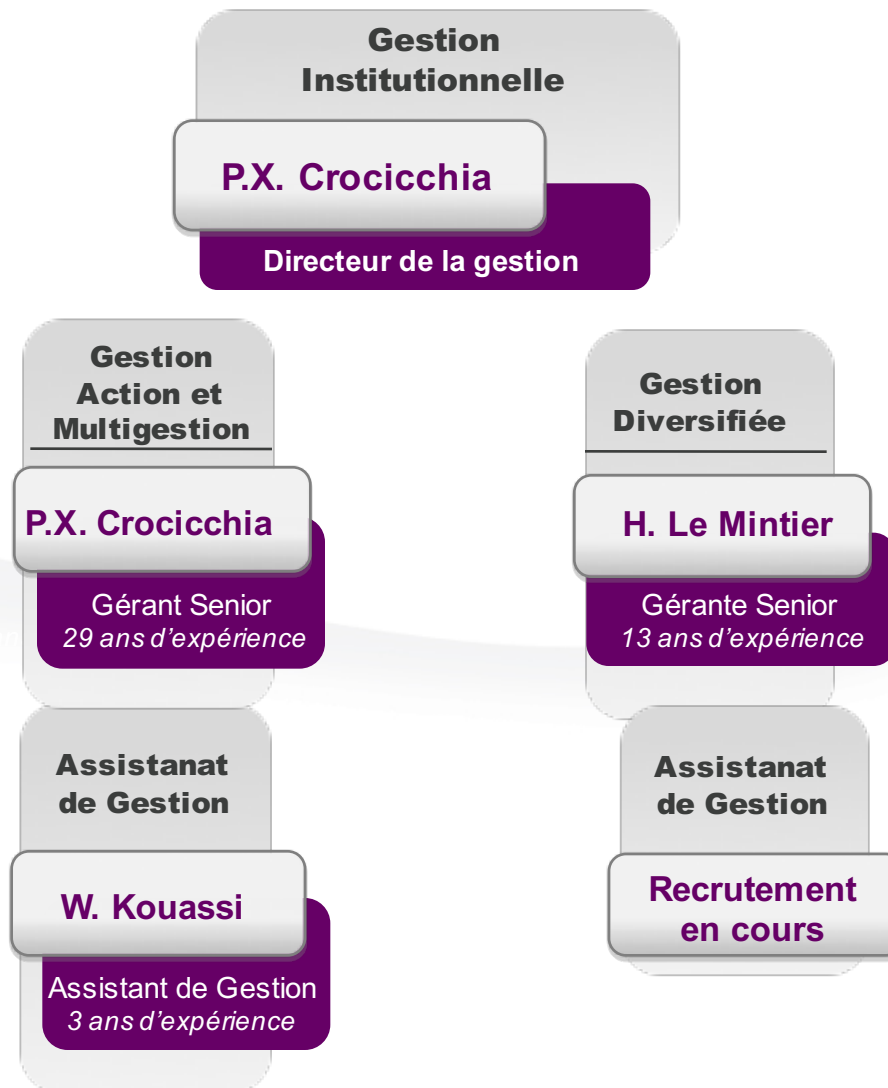 Gestion
Institutionnelle
P.X. Crocicchia
Directeur de la gestion
Gestion
Action et
Multigestion
P.X. Crocicchia
Gérant Senior
29 ans d’expérience
Gestion
Diversifiée
H. Le Mintier
Gérante Senior
13 ans d’expérience
Assistanat
de Gestion
W. Kouassi
Assistant de Gestion
3 ans d’expérience
Assistanat
de Gestion
Recrutement
en cours